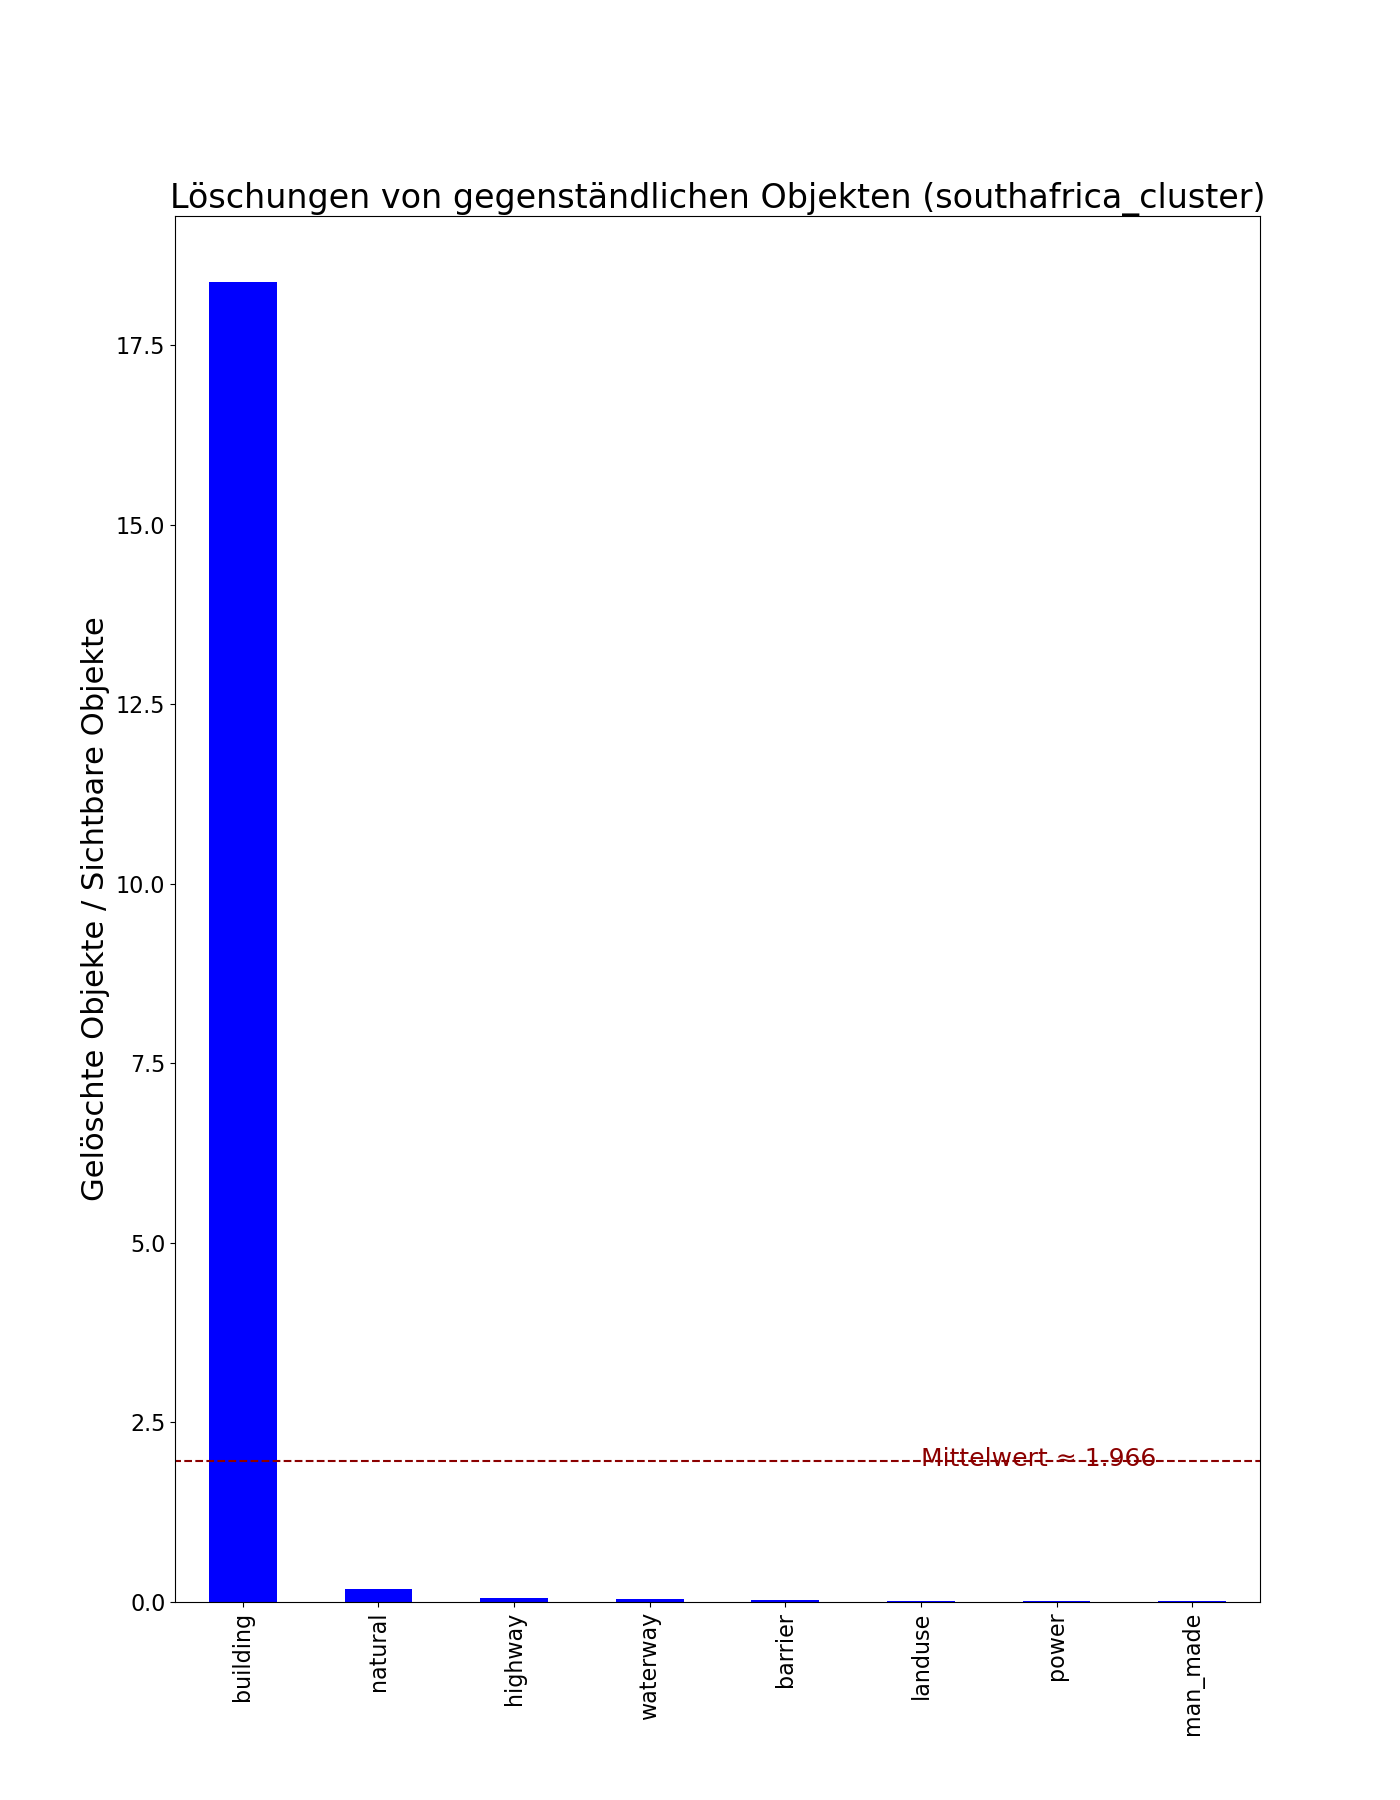 Löschungen von gegenständlichen Objekten (southafrica_cluster)
Gelöschte Objekte / Sichtbare Objekte
17.5
15.0
12.5
10.0
7.5
5.0
2.5
0.0
Mittelwert ≃ 1.966
building
natural
highway
waterway
barrier
landuse
power
man_made